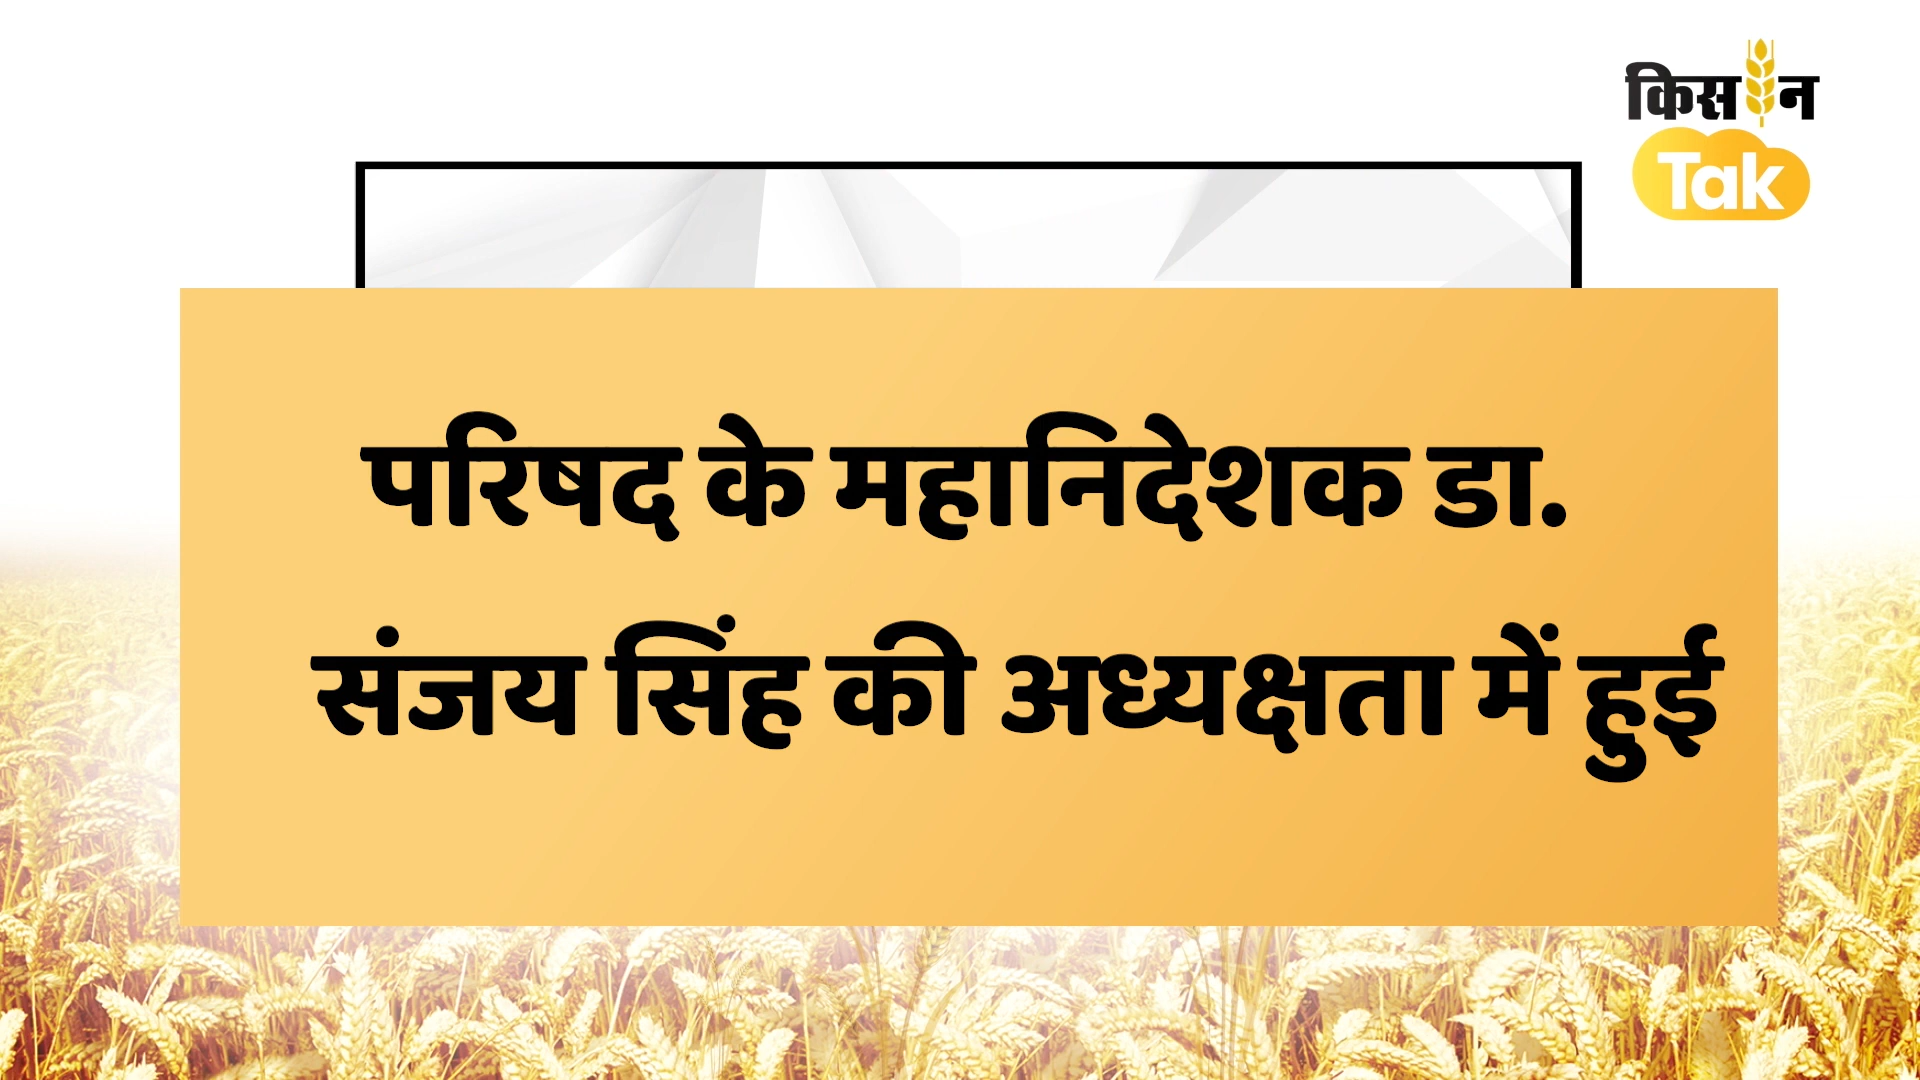 किसान
Tak
परिषद के महानिदेशक डा.
संजय सिंह की अध्यक्षता में हुई